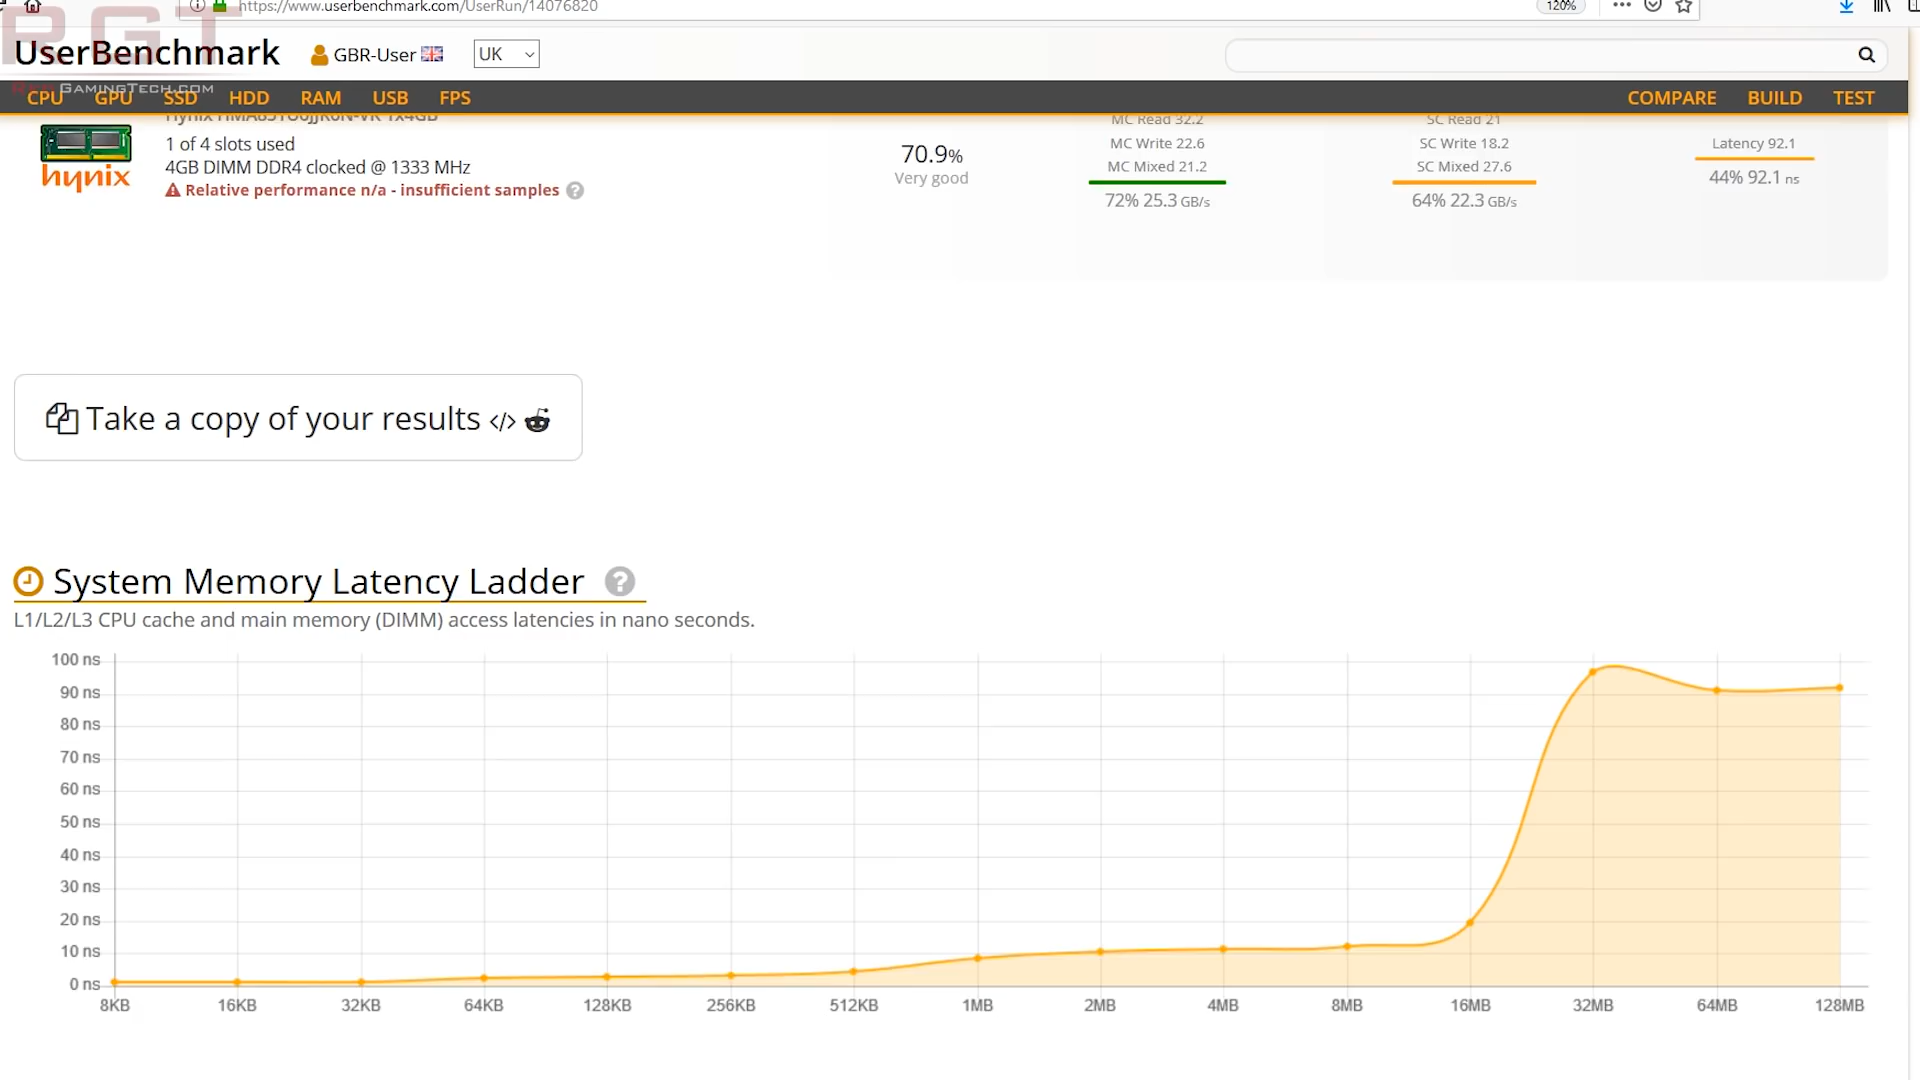 https://www.userbenchmark.com/UserRun/14076820
120%
RGT
UserBenchmark
GBR-User
UK
GAMINGTECH.COM
CPU GPU SSD HDD RAM USB FPS
COMPARE BUILD TEST
Hynix HMA851U6JJR6N-VK 1x4GB
1 of 4 slots used
4GB DIMM DDR4 clocked @ 1333 MHz
Relative performance n/a - insufficient samples ?
hynix
70.9%
Very good
MC Read 32.2
MC Write 22.6
MC Mixed 21.2
72% 25.3 GB/s
SC Read 21
SC Write 18.2
SC Mixed 27.6
64% 22.3 GB/s
Latency 92.1
44% 92.1 ns
Take a copy of your results </>
System Memory Latency Ladder ?
L1/L2/L3 CPU cache and main memory (DIMM) access latencies in nano seconds.
100 ns
90 ns
80 ns
70 ns
60 ns
50 ns
40 ns
30 ns
20 ns
10 ns
0 ns
8KB 16KB 32KB 64KB 128KB 256KB 512KB 1MB 2MB 4MB 8MB 16MB 32MB 64MB 128MB